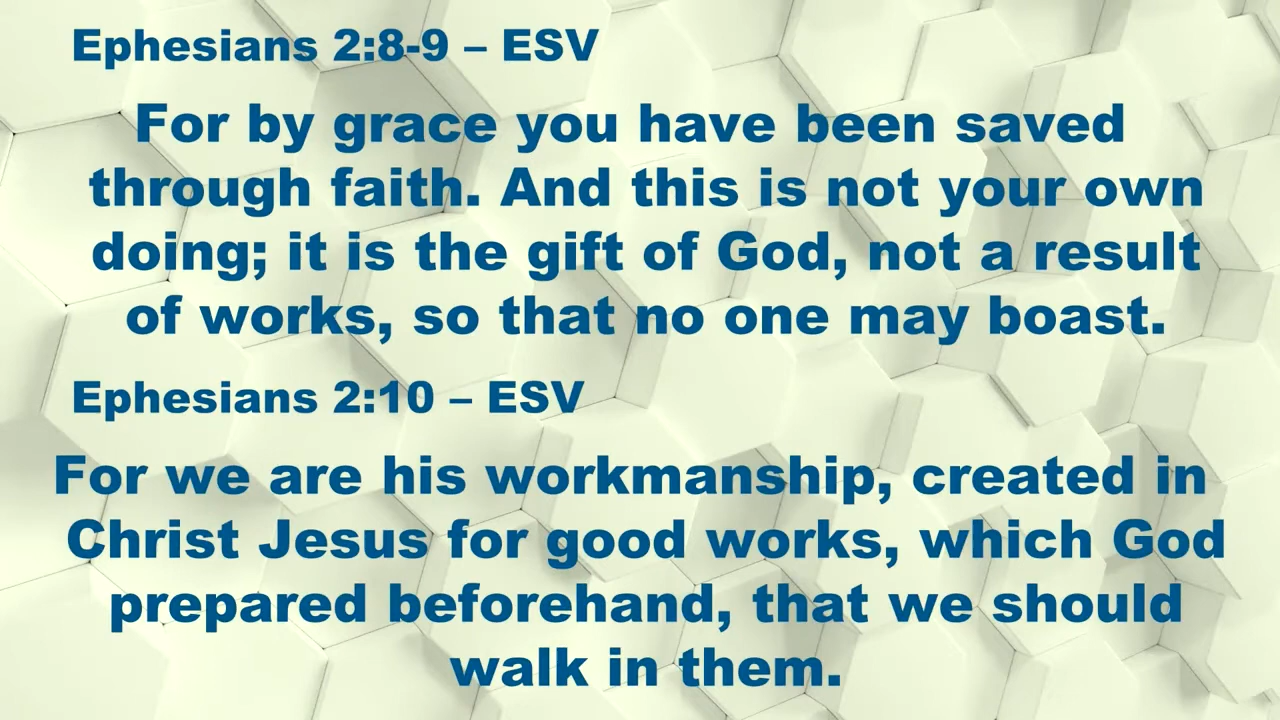 Ephesians 2:8-9 – ESV
For by grace you have been saved
through faith. And this is not your own
doing; it is the gift of God, not a result
of works, so that no one may boast.
Ephesians 2:10 – ESV
For we are his workmanship, created in
Christ Jesus for good works, which God
prepared beforehand, that we should
walk in them.